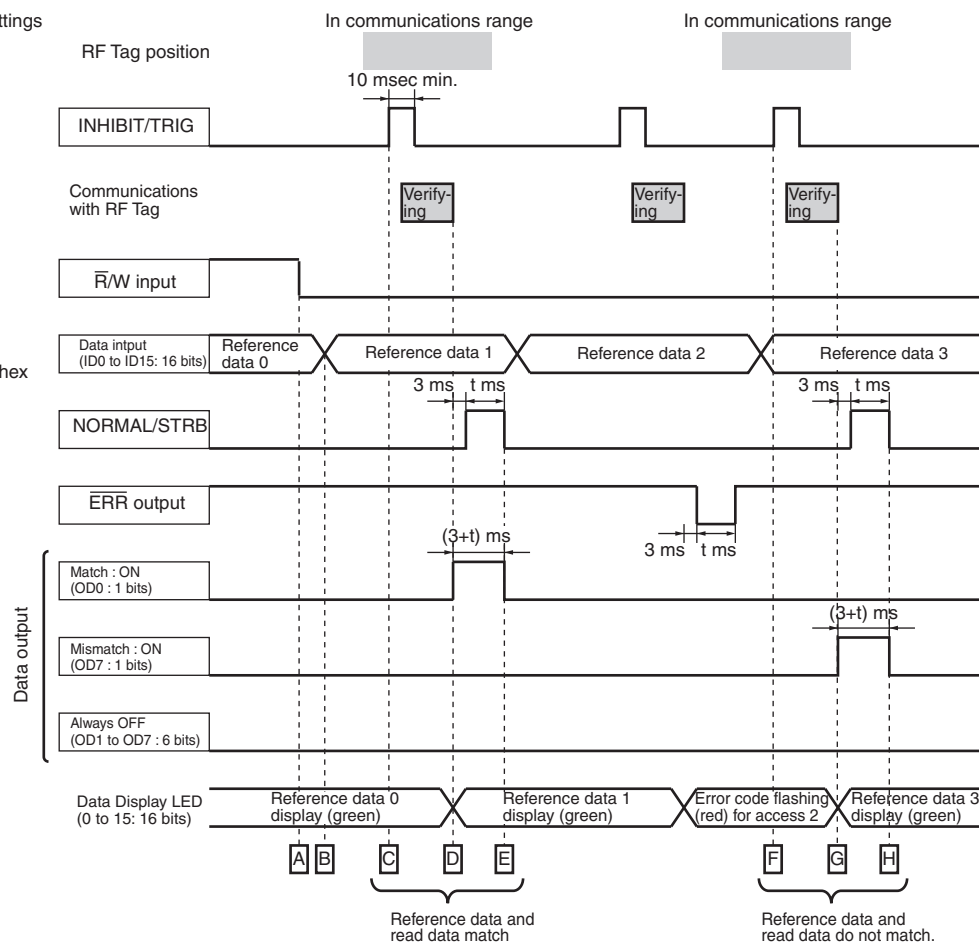 ttings
In communications range
In communications range
RF Tag position
10 msec min.
INHIBIT/TRIG
Communications
with RF Tag
Verify-
ing
Verify-
ing
Verify-
ing
R̅/W input
Data intput
(ID0 to ID15: 16 bits)
Reference
data 0
Reference data 1
Reference data 2
Reference data 3
hex
3 ms
t ms
3 ms
t ms
NORMAL/STRB
E̅R̅R̅ output
3 ms
t ms
(3+t) ms
Data output
Match : ON
(OD0 : 1 bits)
Mismatch : ON
(OD7 : 1 bits)
(3+t) ms
Always OFF
(OD1 to OD7 : 6 bits)
Data Display LED
(0 to 15: 16 bits)
Reference data 0
display (green)
Reference data 1
display (green)
Error code flashing
(red) for access 2
Reference data 3
display (green)
A B C D E F G H
Reference data and
read data match
Reference data and
read data do not match.